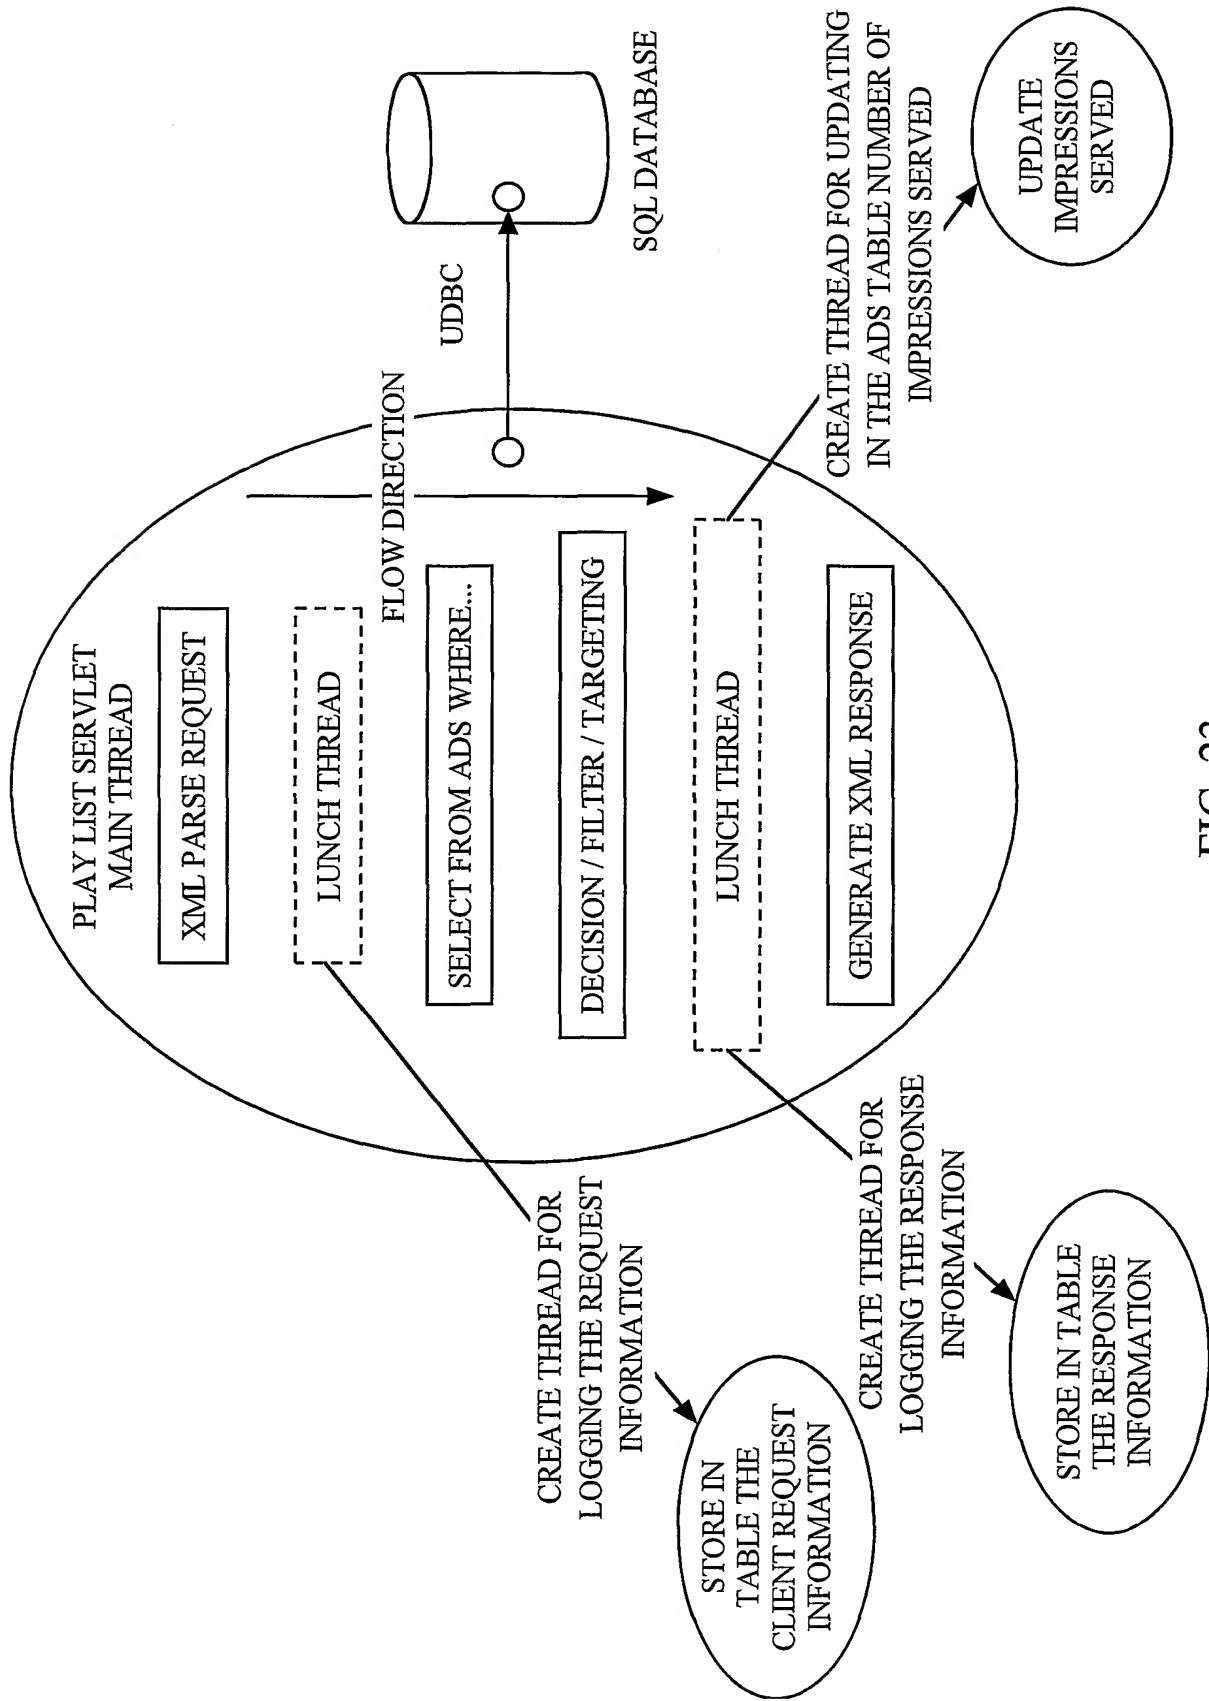 PLAY LIST SERVLET
MAIN THREAD
XML PARSE REQUEST
LUNCH THREAD
FLOW DIRECTION
SELECT FROM ADS WHERE...
DECISION / FILTER / TARGETING
LUNCH THREAD
GENERATE XML RESPONSE
UDBC
SQL DATABASE
CREATE THREAD FOR
LOGGING THE REQUEST
INFORMATION
STORE IN
TABLE THE
CLIENT REQUEST
INFORMATION
CREATE THREAD FOR
LOGGING THE RESPONSE
INFORMATION
STORE IN TABLE
THE RESPONSE
INFORMATION
CREATE THREAD FOR UPDATING
IN THE ADS TABLE NUMBER OF
IMPRESSIONS SERVED
UPDATE
IMPRESSIONS
SERVED
FIG.